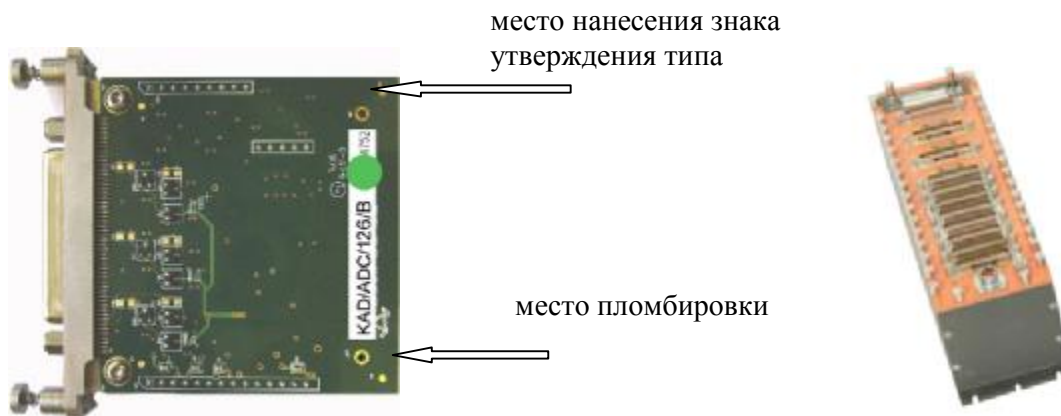 место нанесения знака
утверждения типа
KAD/ADC/126/B
место пломбировки